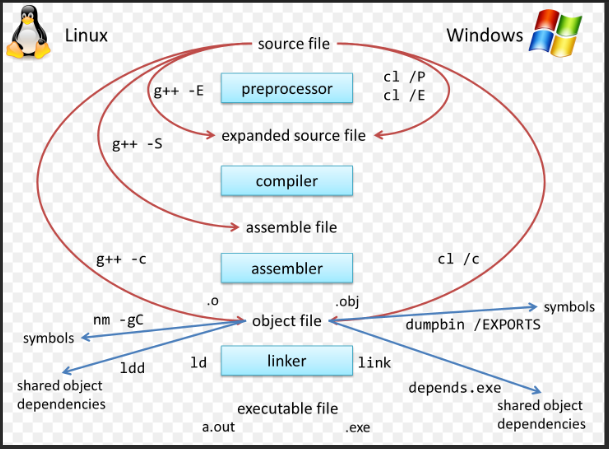 Linux
source file
Windows
g++ -E
preprocessor
cl /P
cl /E
expanded source file
g++ -S
compiler
assemble file
g++ -c
assembler
cl /c
.o
.obj
nm -gC
object file
dumpbin /EXPORTS
symbols
symbols
ldd
ld
linker
link
shared object
dependencies
depends.exe
shared object
dependencies
executable file
a.out
.exe